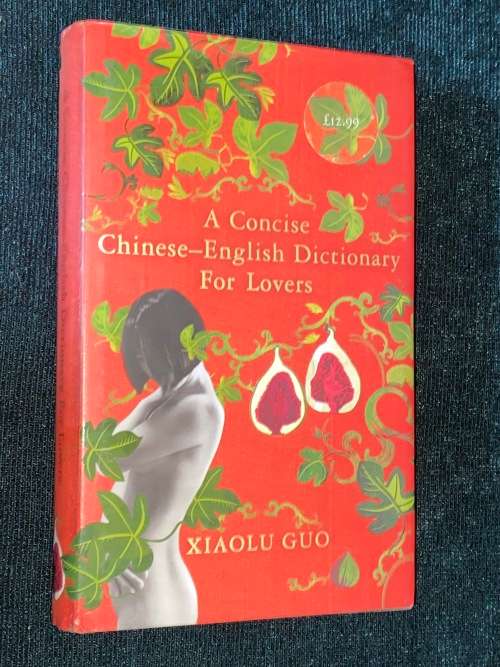 £12.99
A Concise
Chinese–English Dictionary
For Lovers
XIAOLU GUO